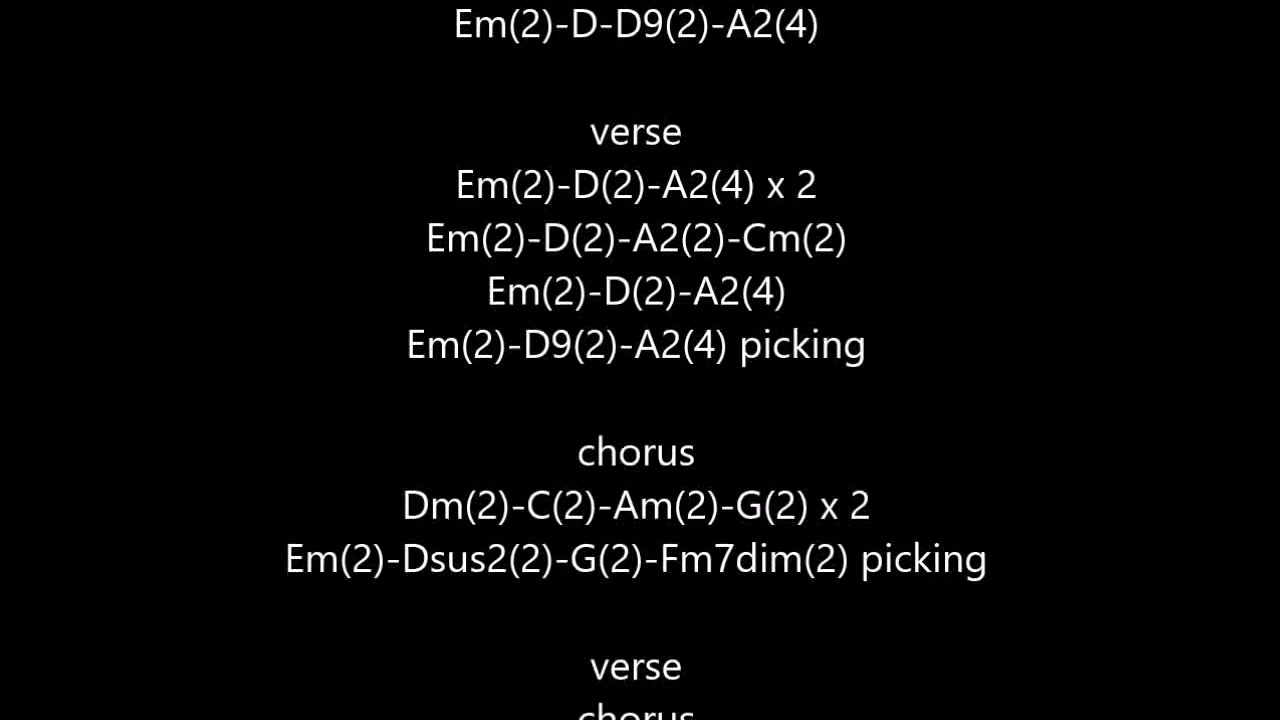 Em(2)-D-D9(2)-A2(4)
verse
Em(2)-D(2)-A2(4) x 2
Em(2)-D(2)-A2(2)-Cm(2)
Em(2)-D(2)-A2(4)
Em(2)-D9(2)-A2(4) picking
chorus
Dm(2)-C(2)-Am(2)-G(2) x 2
Em(2)-Dsus2(2)-G(2)-Fm7dim(2) picking
verse
chorus